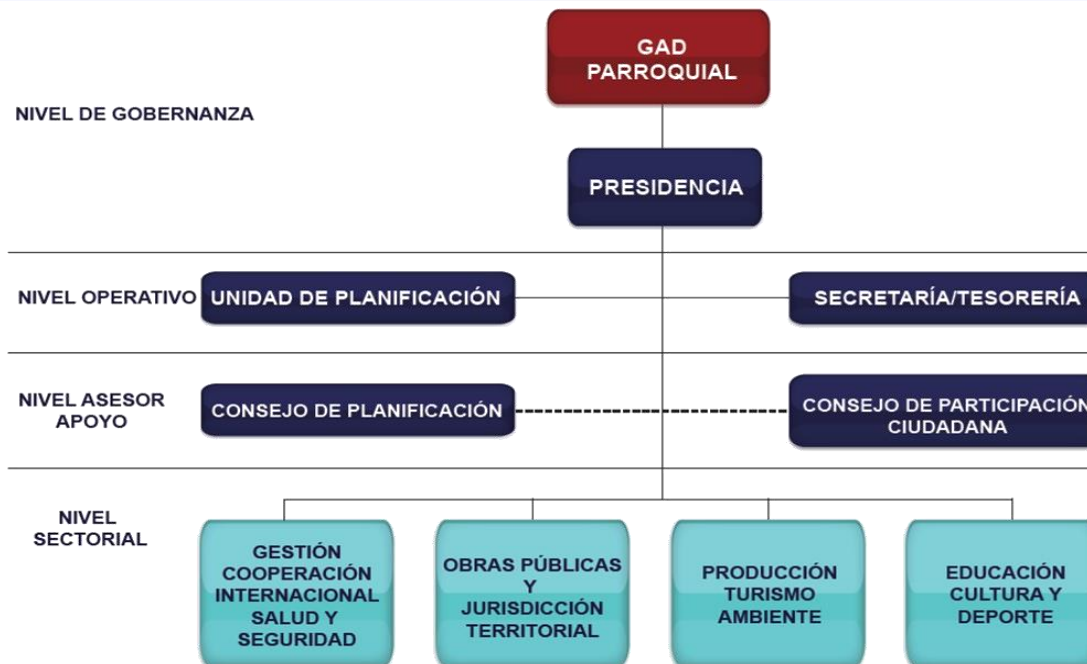 GAD
PARROQUIAL
NIVEL DE GOBERNANZA
PRESIDENCIA
NIVEL OPERATIVO
UNIDAD DE PLANIFICACIÓN
SECRETARÍA/TESORERÍA
NIVEL ASESOR
APOYO
CONSEJO DE PLANIFICACIÓN
CONSEJO DE PARTICIPACIÓN
CIUDADANA
NIVEL
SECTORIAL
GESTIÓN
COOPERACIÓN
INTERNACIONAL
SALUD Y
SEGURIDAD
OBRAS PÚBLICAS
Y
JURISDICCIÓN
TERRITORIAL
PRODUCCIÓN
TURISMO
AMBIENTE
EDUCACIÓN
CULTURA Y
DEPORTE